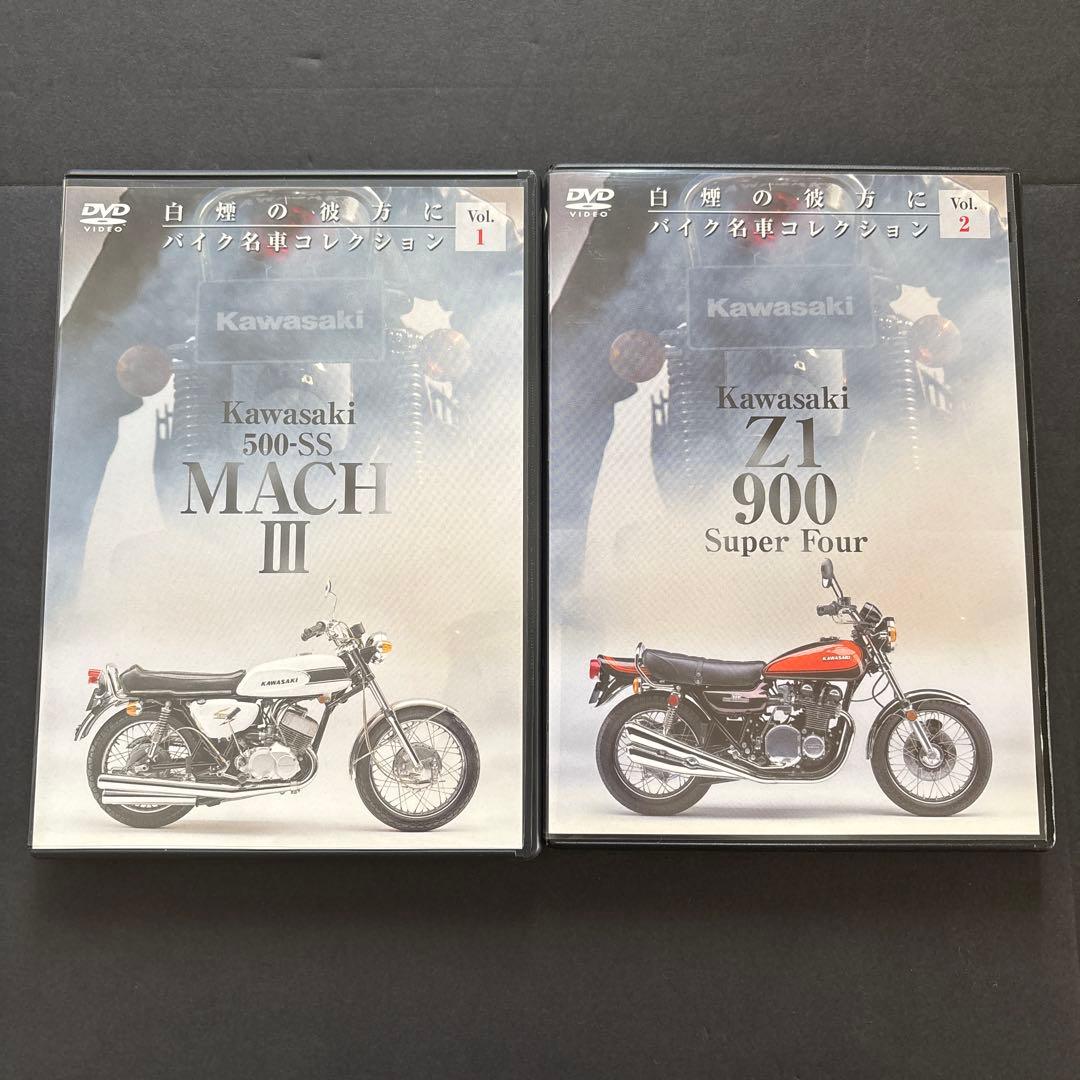 DVD
VIDEO
白煙の彼方に
バイク名車コレクション
Vol.
1
Kawasaki
Kawasaki
500-SS
MACH
III
KAWASAKI
DVD
VIDEO
白煙の彼方に
バイク名車コレクション
Vol.
2
Kawasaki
Kawasaki
Z1
900
Super Four
KAWASAKI